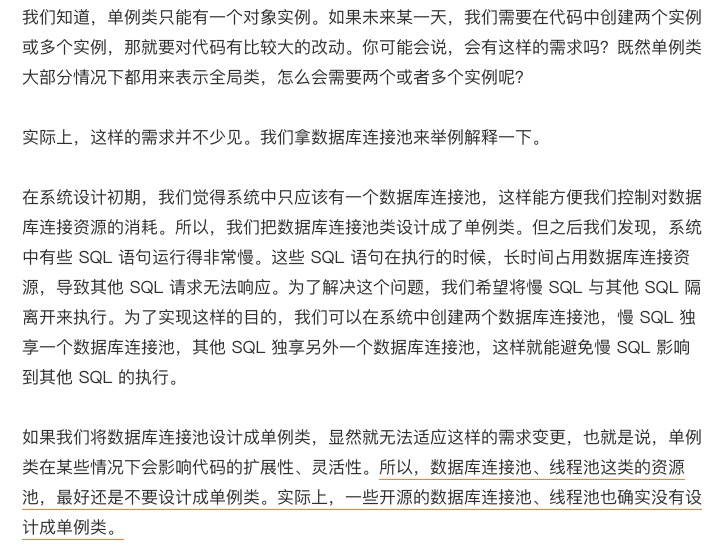 我们知道，单例类只能有一个对象实例。如果未来某一天，我们需要在代码中创建两个实例
或多个实例，那就要对代码有比较大的改动。你可能会说，会有这样的需求吗？既然单例类
大部分情况下都用来表示全局类，怎么会需要两个或者多个实例呢？
实际上，这样的需求并不少见。我们拿数据库连接池来举例解释一下。
在系统设计初期，我们觉得系统中只应该有一个数据库连接池，这样能方便我们控制对数据
库连接资源的消耗。所以，我们把数据库连接池类设计成了单例类。但之后我们发现，系统
中有些 SQL 语句运行得非常慢。这些 SQL 语句在执行的时候，长时间占用数据库连接资
源，导致其他 SQL 请求无法响应。为了解决这个问题，我们希望将慢 SQL 与其他 SQL 隔
离开来执行。为了实现这样的目的，我们可以在系统中创建两个数据库连接池，慢 SQL 独
享一个数据库连接池，其他 SQL 独享另外一个数据库连接池，这样就能避免慢 SQL 影响
到其他 SQL 的执行。
如果我们将数据库连接池设计成单例类，显然就无法适应这样的需求变更，也就是说，单例
类在某些情况下会影响代码的扩展性、灵活性。所以，数据库连接池、线程池这类的资源
池，最好还是不要设计成单例类。实际上，一些开源的数据库连接池、线程池也确实没有设
计成单例类。